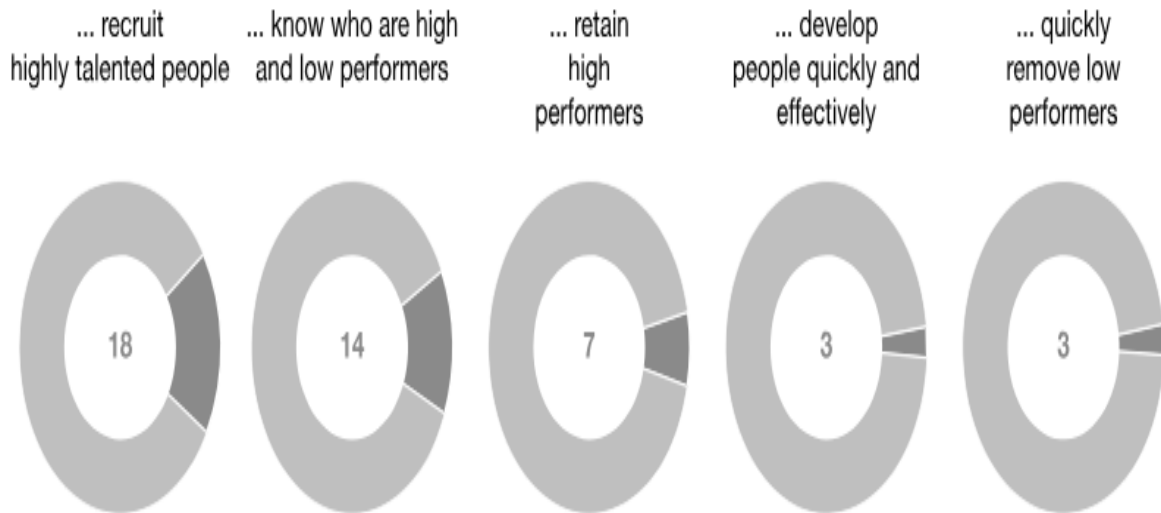 ... recruit
highly talented people
... know who are high
and low performers
... retain
high
performers
... develop
people quickly and
effectively
... quickly
remove low
performers
18
14
7
3
3